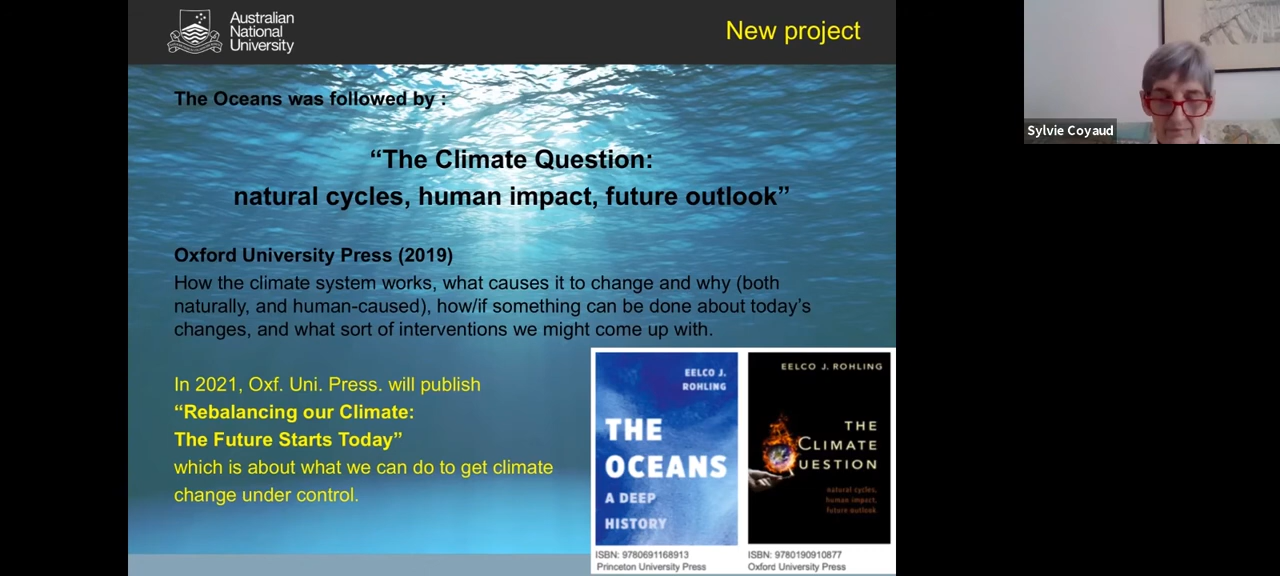 Australian
National
University
New project
The Oceans was followed by :
“The Climate Question:
natural cycles, human impact, future outlook”
Oxford University Press (2019)
How the climate system works, what causes it to change and why (both
naturally, and human-caused), how/if something can be done about today’s
changes, and what sort of interventions we might come up with.
In 2021, Oxf. Uni. Press. will publish
“Rebalancing our Climate:
The Future Starts Today”
which is about what we can do to get climate
change under control.
EELCO J.
ROHLING
THE
OCEANS
A DEEP
HISTORY
ISBN: 9780691168913
Princeton University Press
EELCO J. ROHLING
THE
CLIMATE
QUESTION
natural cycles,
human impact,
future outlook
ISBN: 9780190910877
Oxford University Press
Sylvie Coyaud